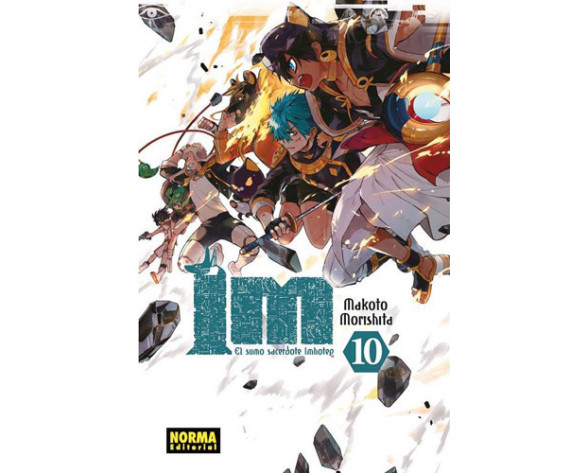 Im
Makoto
Morishita
El sumo sacerdote Imhotep
10
NORMA
Editorial